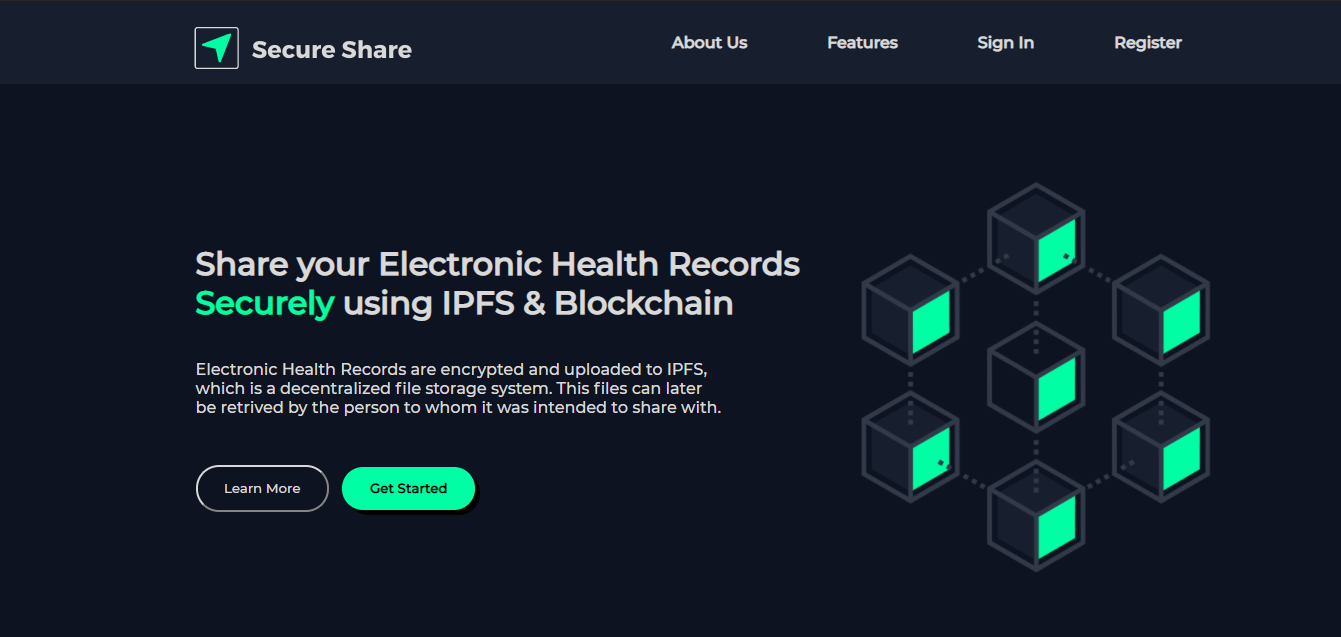 Secure Share
About Us
Features
Sign In
Register
Share your Electronic Health Records
Securely using IPFS & Blockchain
Electronic Health Records are encrypted and uploaded to IPFS,
which is a decentralized file storage system. This files can later
be retrived by the person to whom it was intended to share with.
Learn More
Get Started